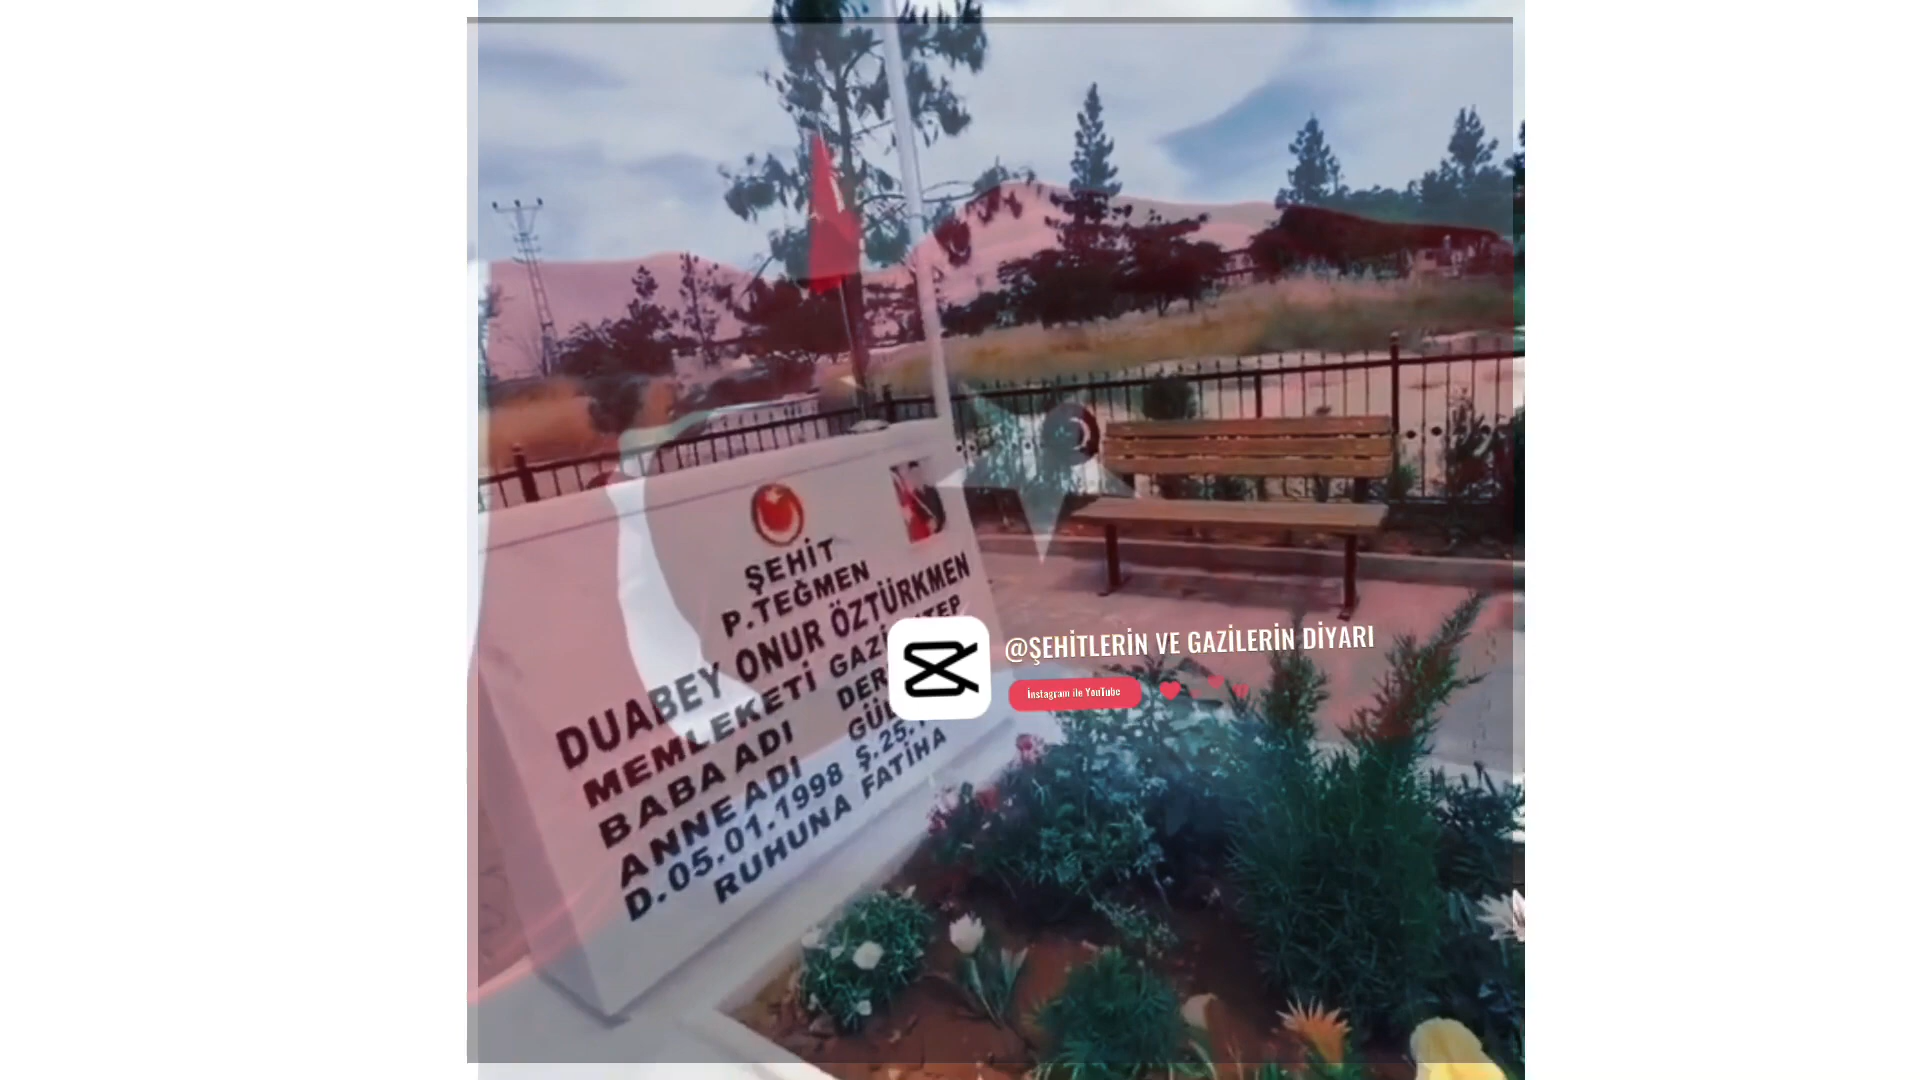 ŞEHİT
P.TEĞMEN
DUABEY ONUR ÖZTÜRKMEN
MEMLEKETİ
BABA ADI
ANNE ADI
D.05.01.1998 Ş.25.
RUHUNA FATİHA
@ŞEHİTLERİN VE GAZİLERİN DİYARI
İnstagram ile YouTube